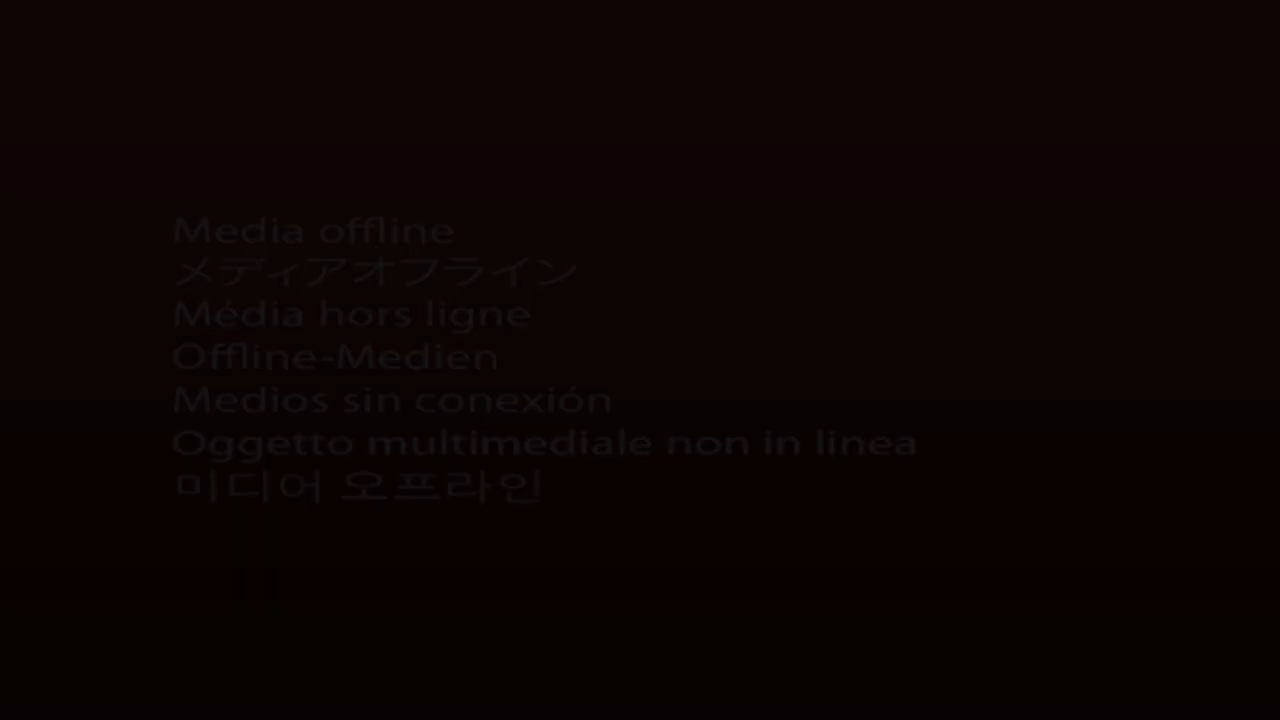 Media offline
メディアオフライン
Média hors ligne
Offline-Medien
Medios sin conexión
Oggetto multimediale non in linea
미디어 오프라인